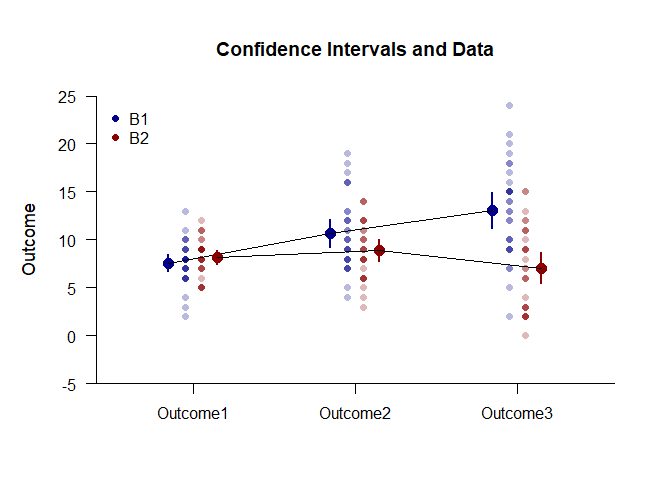 Confidence Intervals and Data
Outcome
25
20
15
10
5
0
-5
B1
B2
Outcome1
Outcome2
Outcome3